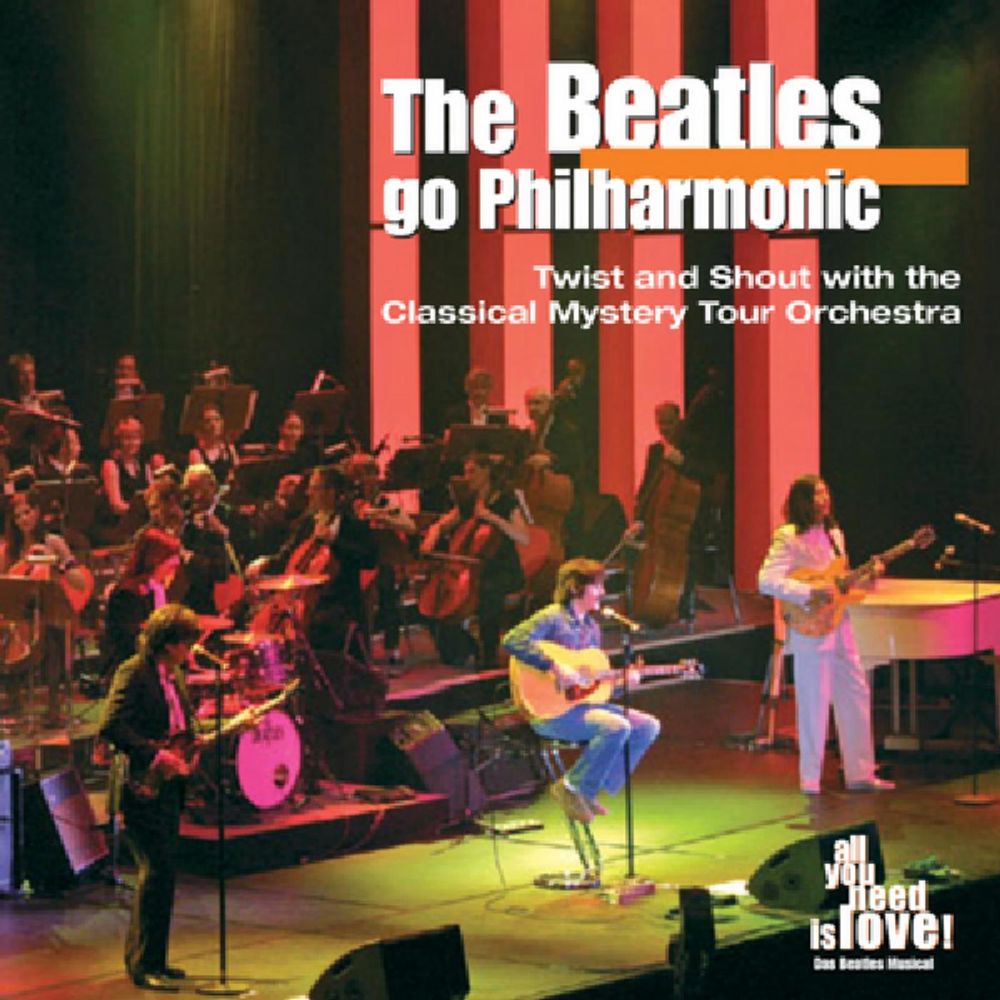 The Beatles
go Philharmonic
Twist and Shout with the
Classical Mystery Tour Orchestra
all
you
need
is love!
Das Beatles Musical